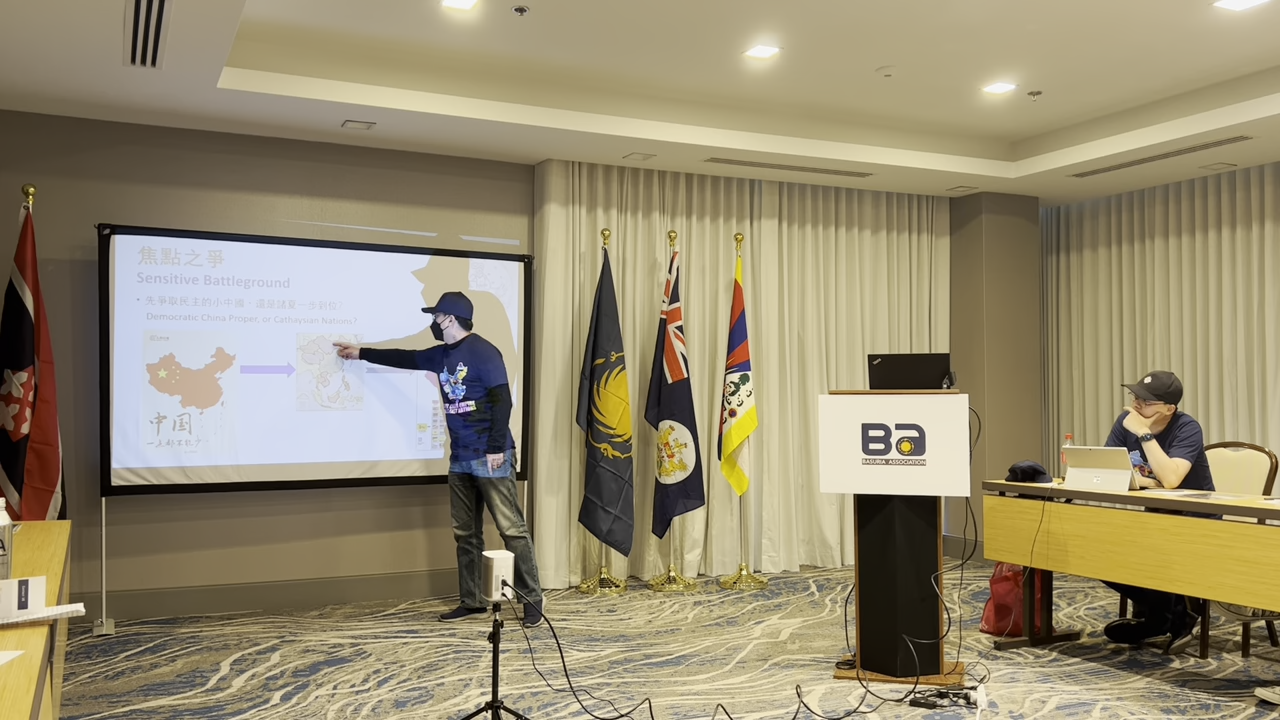 焦點之爭
Sensitive Battleground
• 先爭取民主的小中國，還是諸夏一步到位？
Democratic China Proper, or Cathaysian Nations?
中国
BA
BASURIA ASSOCIATION